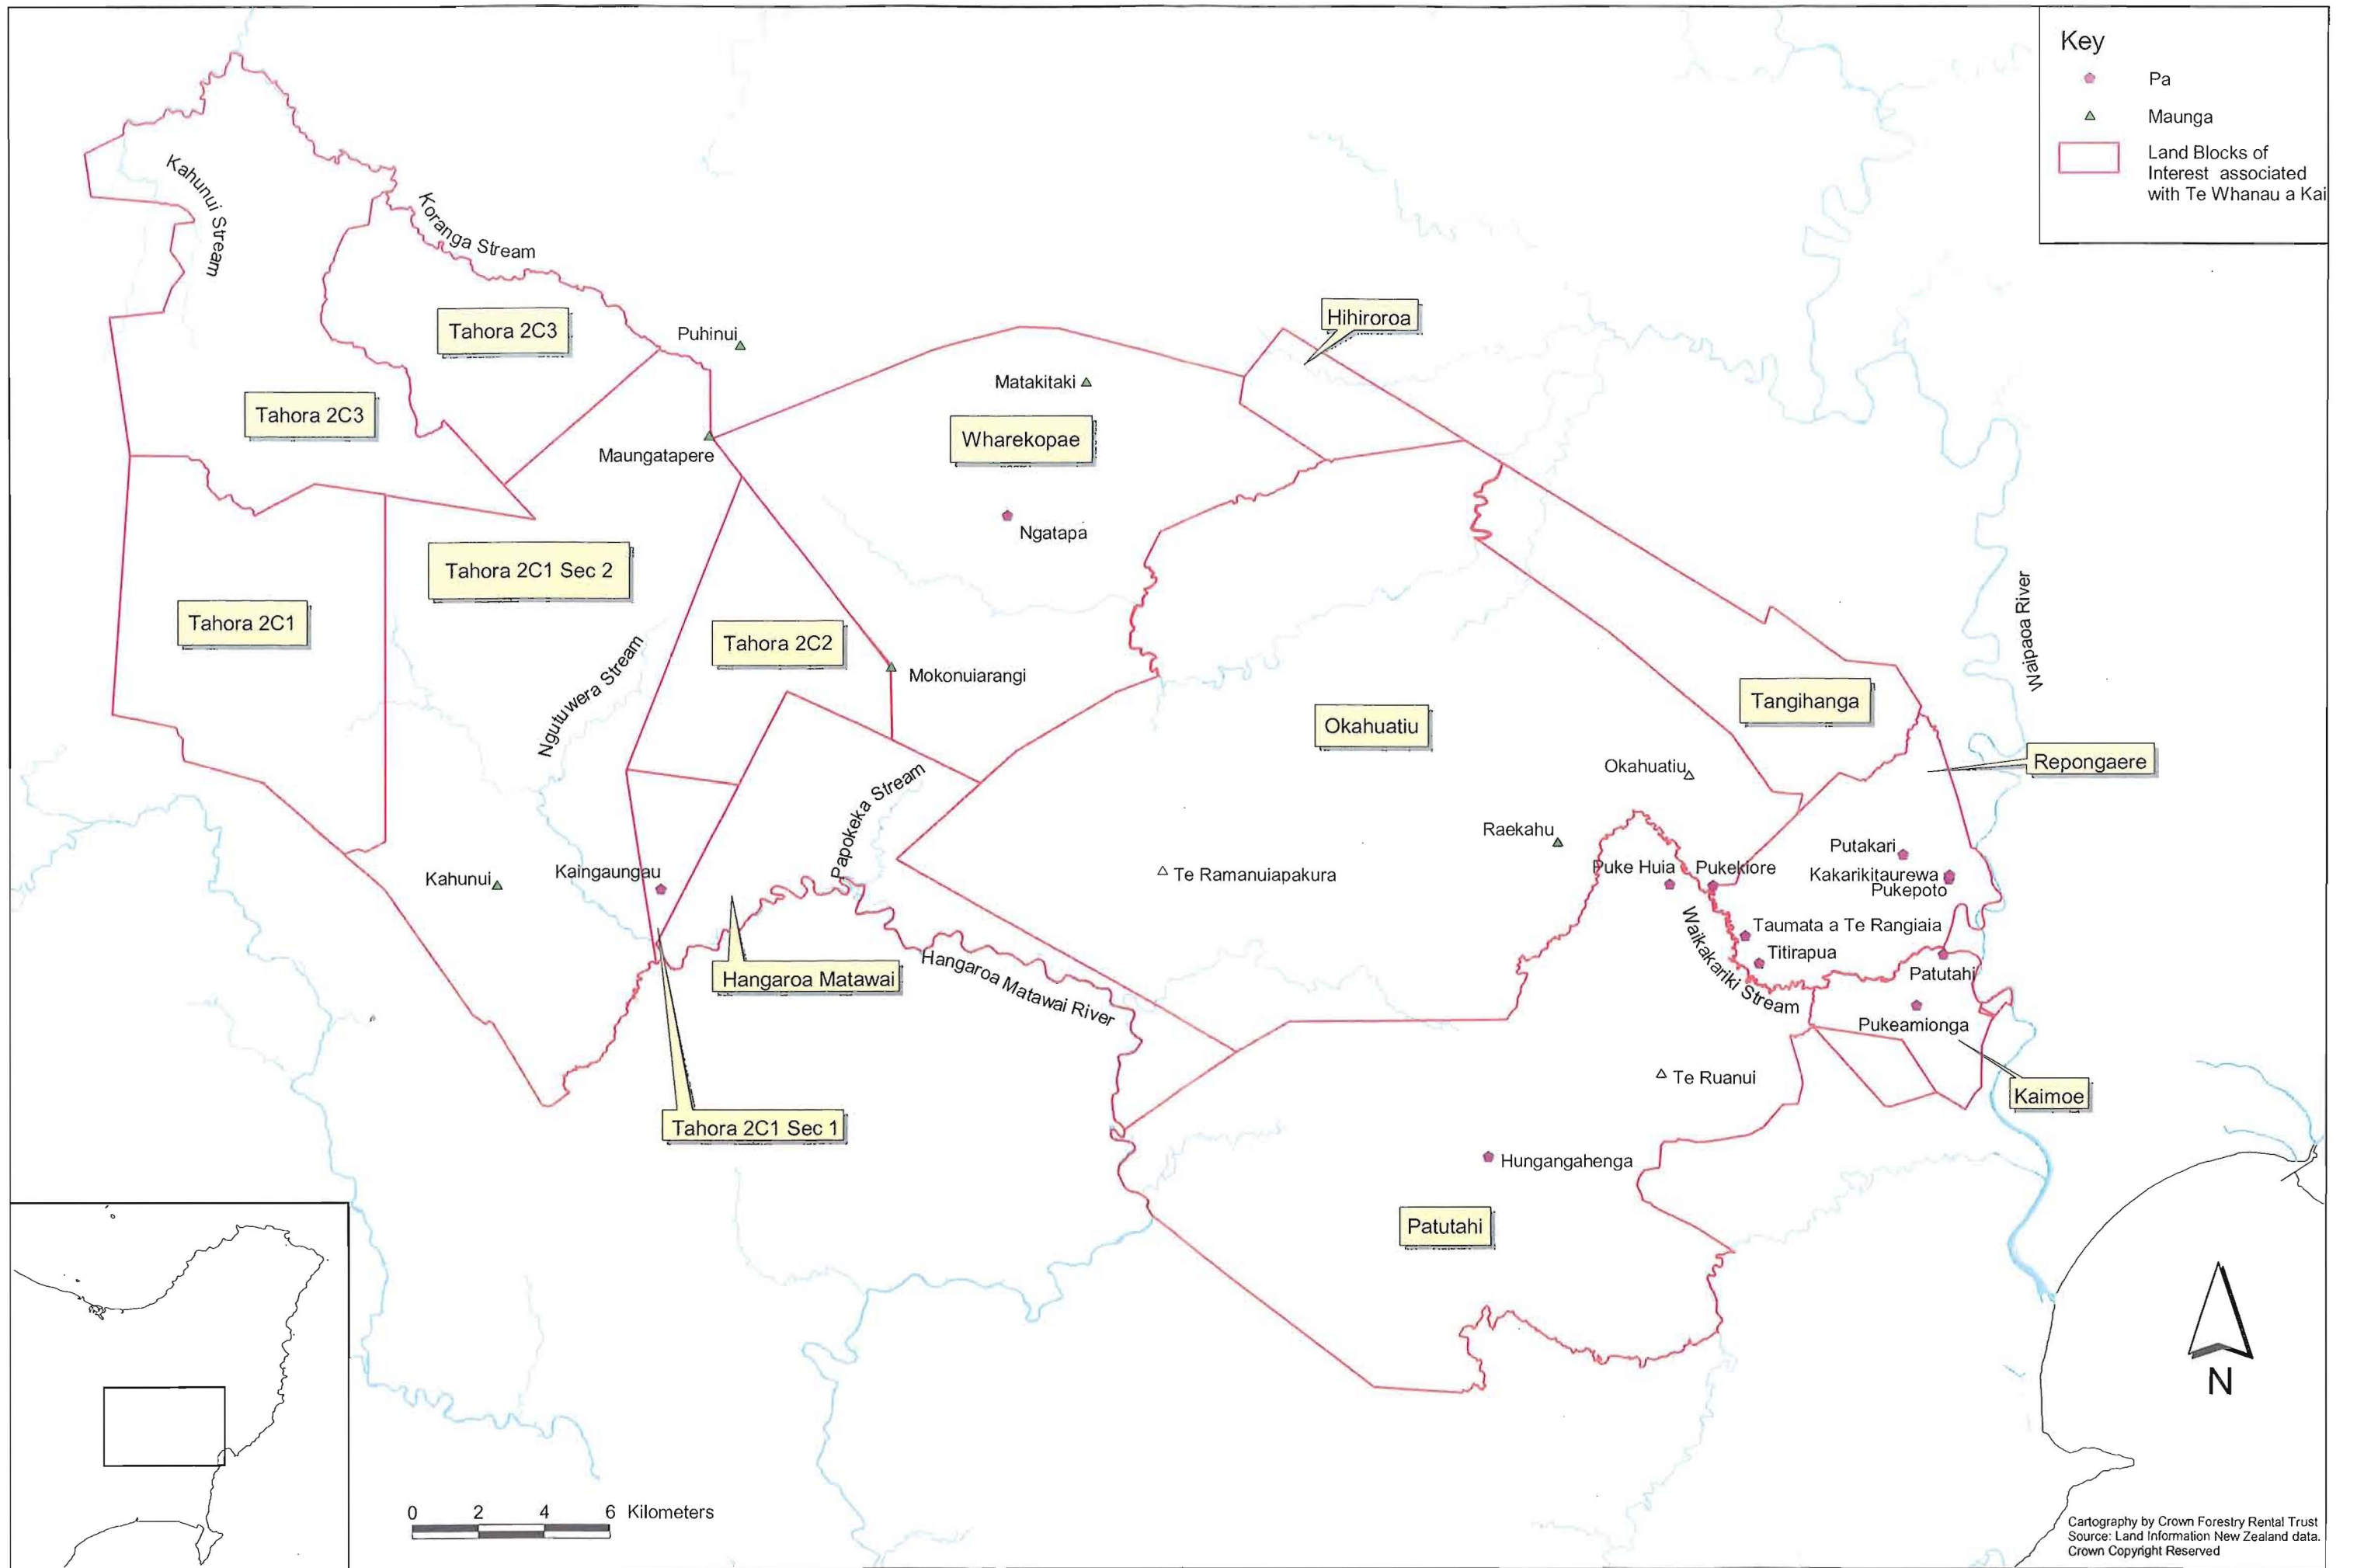 Key
Pa
Maunga
Land Blocks of
Interest associated
with Te Whanau a Kai
Kahunui Stream
Koranga Stream
Tahora 2C3
Puhinui
Hihiroroa
Matakitaki
Tahora 2C3
Wharekopae
Maungatapere
Ngatapa
Tahora 2C1 Sec 2
Tahora 2C1
Tahora 2C2
Ngutuwera Stream
Mokonuiarangi
Waipaoa River
Tangihanga
Okahuatiu
Okahuatiu
Repongaere
Papokeka Stream
Raekahu
Putakari
Kahunui
Kaingaungau
Te Ramanuiapakura
Puke Huia
Pukekiore
Kakarikitaurewa
Pukepoto
Taumata a Te Rangiaia
Titirapua
Waikakariki Stream
Patutahi
Hangaroa Matawai
Hangaroa Matawai River
Pukeamionga
Te Ruanui
Kaimoe
Tahora 2C1 Sec 1
Hungangahenga
Patutahi
N
0 2 4 6 Kilometers
Cartography by Crown Forestry Rental Trust
Source: Land Information New Zealand data.
Crown Copyright Reserved